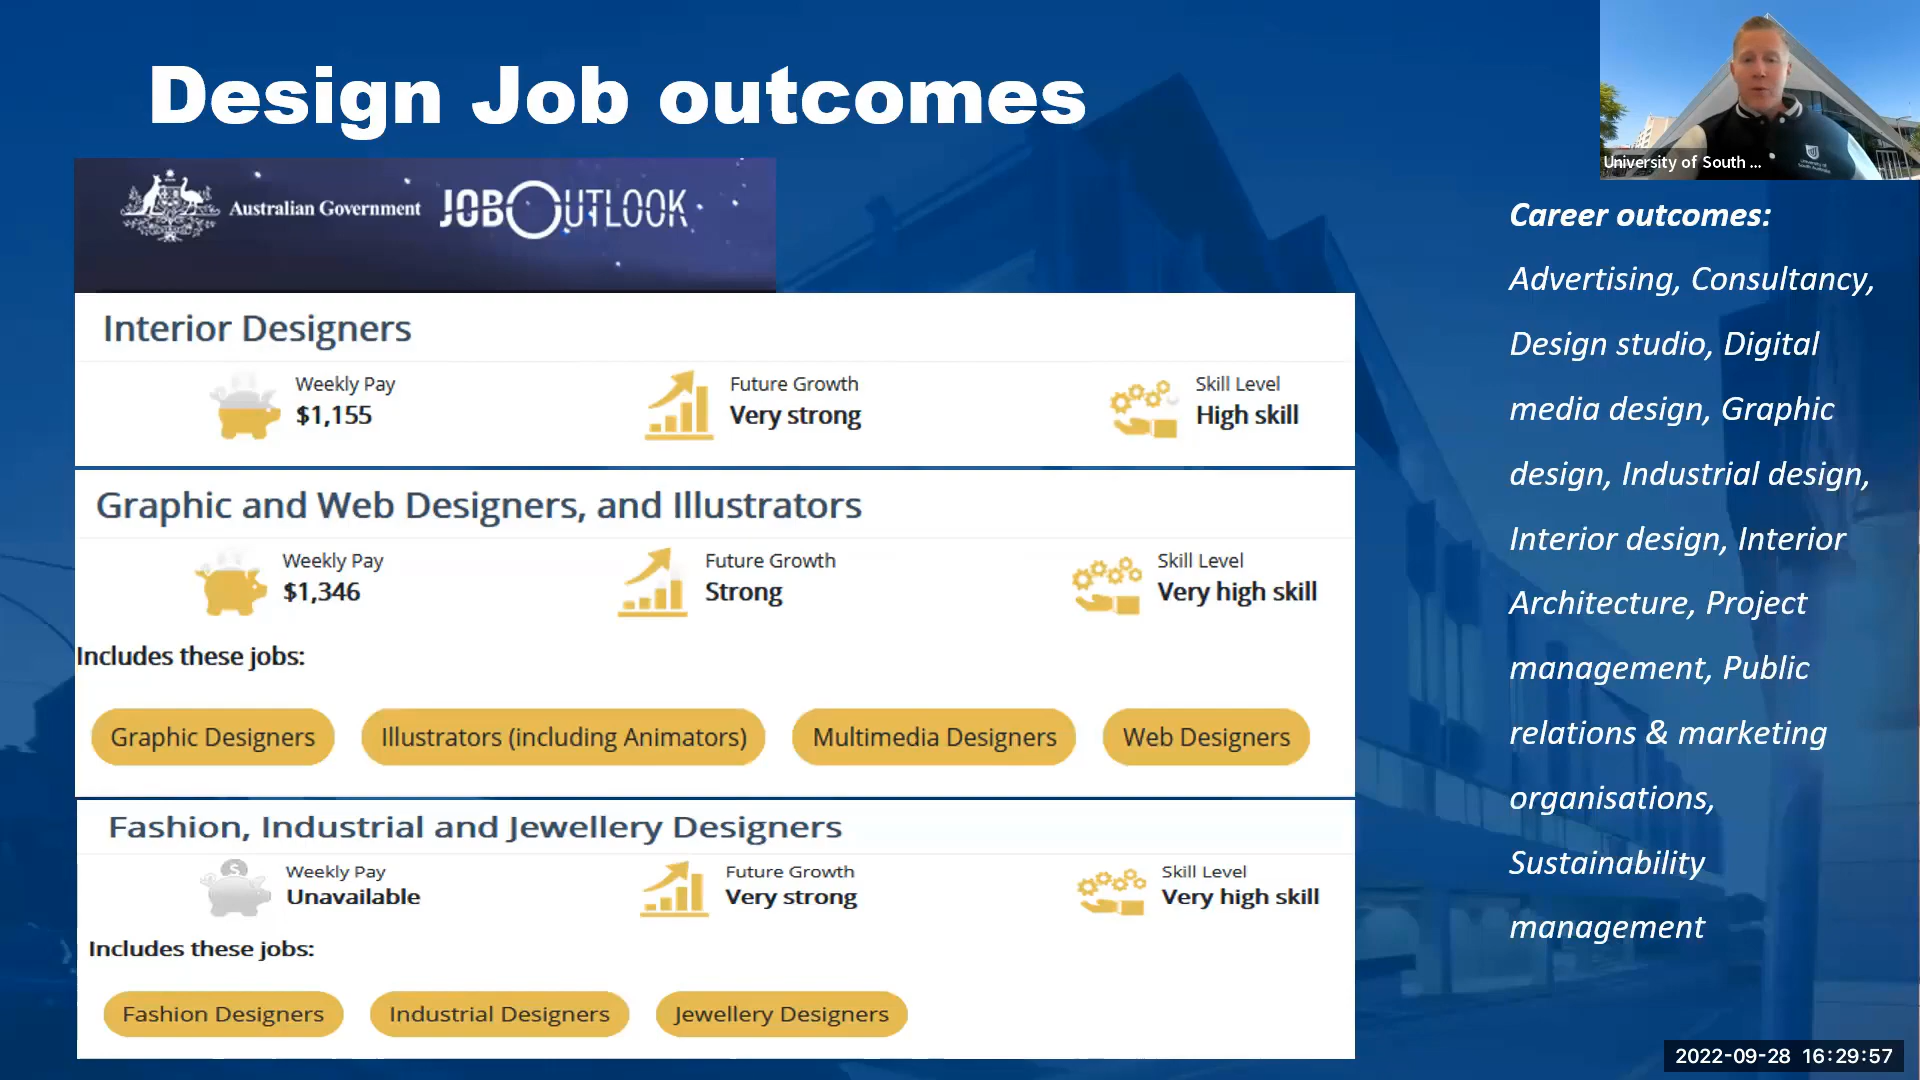 Design Job outcomes
Australian Government JOBOUTLOOK
Interior Designers
Weekly Pay
$1,155
Future Growth
Very strong
Skill Level
High skill
Graphic and Web Designers, and Illustrators
Weekly Pay
$1,346
Future Growth
Strong
Skill Level
Very high skill
Includes these jobs:
Graphic Designers
Illustrators (including Animators)
Multimedia Designers
Web Designers
Fashion, Industrial and Jewellery Designers
Weekly Pay
Unavailable
Future Growth
Very strong
Skill Level
Very high skill
Includes these jobs:
Fashion Designers
Industrial Designers
Jewellery Designers
University of South ...
University of
South Australia
Career outcomes:
Advertising, Consultancy,
Design studio, Digital
media design, Graphic
design, Industrial design,
Interior design, Interior
Architecture, Project
management, Public
relations & marketing
organisations,
Sustainability
management
2022-09-28 16:29:57